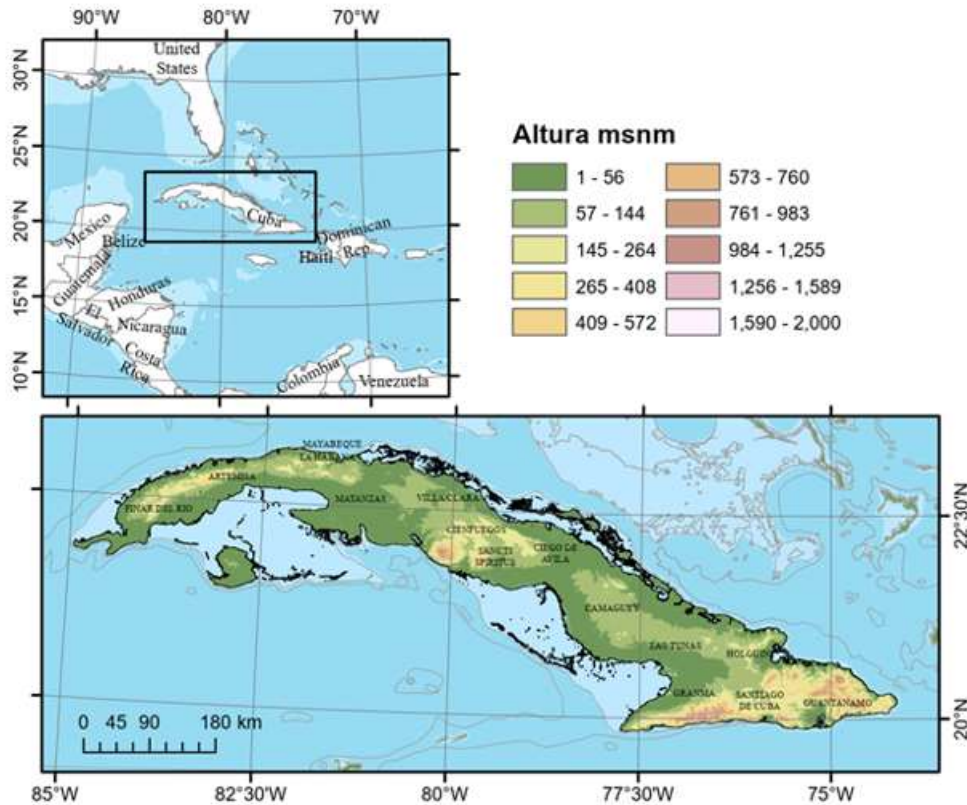 90°W 80°W 70°W
30°N
25°N
20°N
15°N
10°N
United
States
Cuba
Mexico
Belize
Dominican
Haiti Rep.
Guatemala
Honduras
El
Salvador
Nicaragua
Costa
Rica
Colombia
Venezuela
Altura msnm
1 - 56
57 - 144
145 - 264
265 - 408
409 - 572
573 - 760
761 - 983
984 - 1,255
1,256 - 1,589
1,590 - 2,000
MAYABEQUE
LA HABANA
ARTEMISA
PINAR DEL RIO
MATANZAS
VILLA CLARA
CIENFUEGOS
SANCTI
SPIRITUS
CIEGO DE
AVILA
CAMAGUEY
LAS TUNAS
HOLGUIN
GRANMA
SANTIAGO
DE CUBA
GUANTANAMO
22°30'N
20°N
0 45 90 180 km
85°W 82°30'W 80°W 77°30'W 75°W